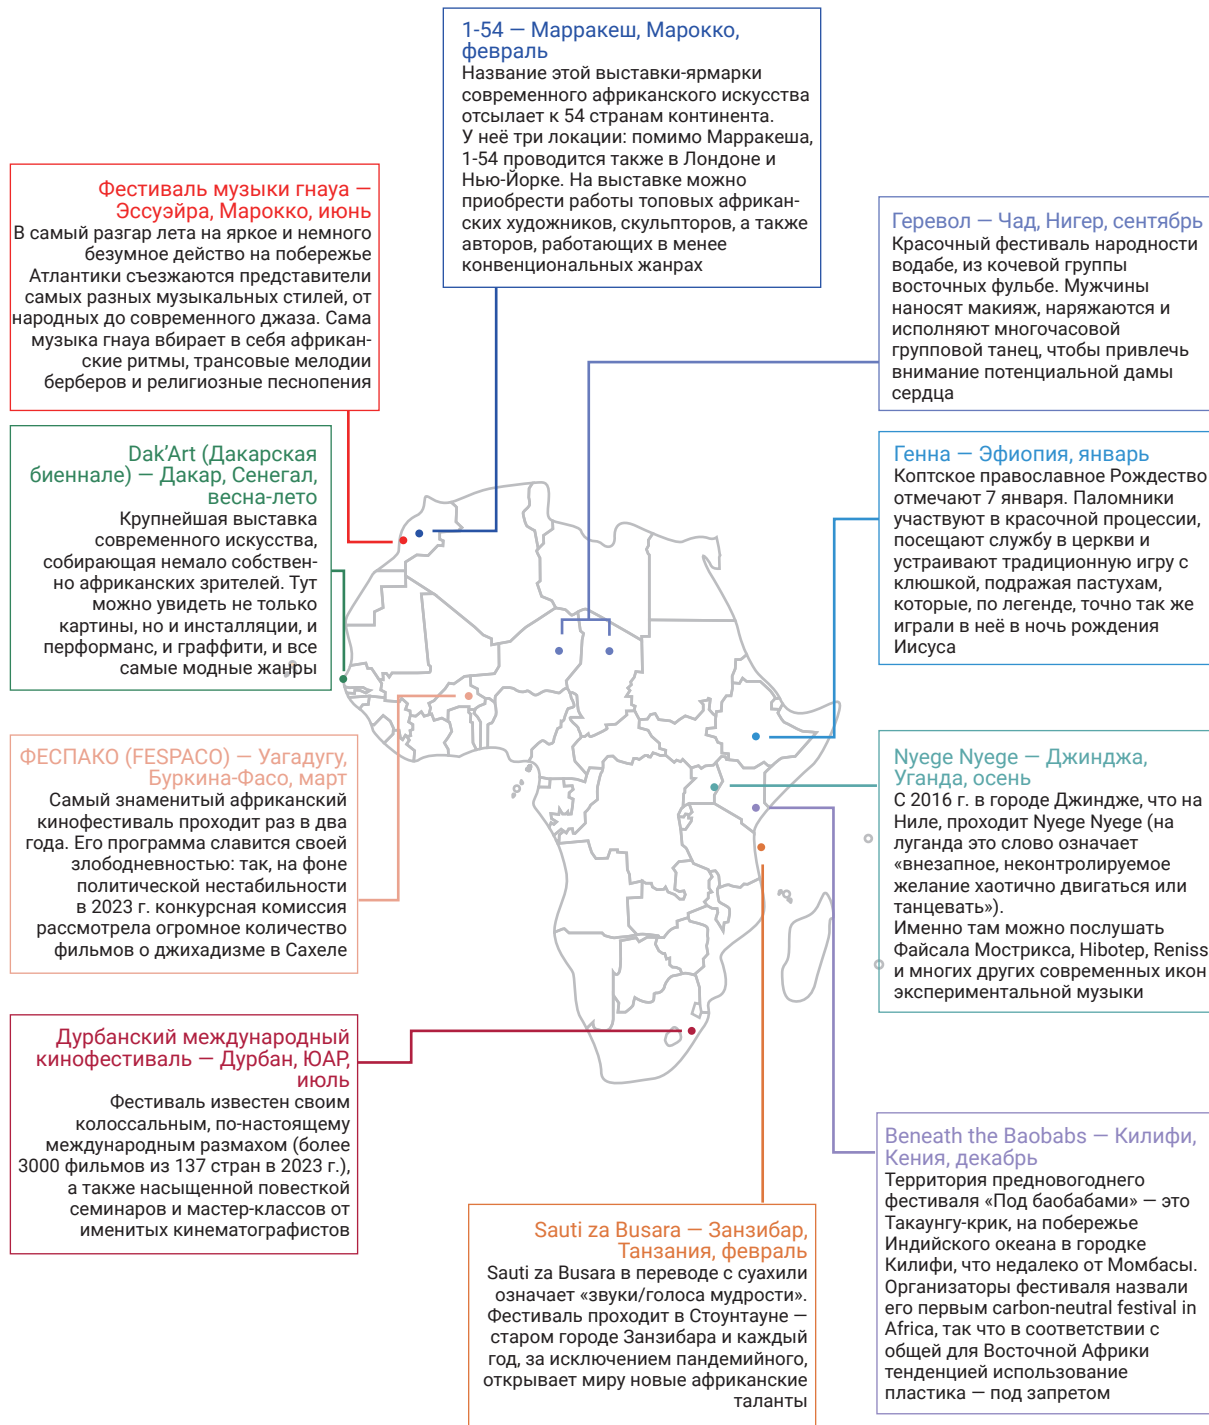 1-54 — Марракеш, Марокко,
февраль
Название этой выставки-ярмарки
современного африканского искусства
отсылает к 54 странам континента.
У неё три локации: помимо Марракеша,
1-54 проводится также в Лондоне и
Нью-Йорке. На выставке можно
приобрести работы топовых африкан-
ских художников, скульпторов, а также
авторов, работающих в менее
конвенциональных жанрах
Фестиваль музыки гнауа —
Эссуэйра, Марокко, июнь
В самый разгар лета на яркое и немного
безумное действо на побережье
Атлантики съезжаются представители
самых разных музыкальных стилей, от
народных до современного джаза. Сама
музыка гнауа вбирает в себя африкан-
ские ритмы, трансовые мелодии
берберов и религиозные песнопения
Геревол — Чад, Нигер, сентябрь
Красочный фестиваль народности
водабе, из кочевой группы
восточных фульбе. Мужчины
наносят макияж, наряжаются и
исполняют многочасовой
групповой танец, чтобы привлечь
внимание потенциальной дамы
сердца
Dak’Art (Дакарская
биеннале) — Дакар, Сенегал,
весна-лето
Крупнейшая выставка
современного искусства,
собирающая немало собствен-
но африканских зрителей. Тут
можно увидеть не только
картины, но и инсталляции, и
перформанс, и граффити, и все
самые модные жанры
Генна — Эфиопия, январь
Коптское православное Рождество
отмечают 7 января. Паломники
участвуют в красочной процессии,
посещают службу в церкви и
устраивают традиционную игру с
клюшкой, подражая пастухам,
которые, по легенде, точно так же
играли в неё в ночь рождения
Иисуса
ФЕСПАКО (FESPACO) — Уагадугу,
Буркина-Фасо, март
Самый знаменитый африканский
кинофестиваль проходит раз в два
года. Его программа славится своей
злободневностью: так, на фоне
политической нестабильности
в 2023 г. конкурсная комиссия
рассмотрела огромное количество
фильмов о джихадизме в Сахеле
Nyege Nyege — Джинджа,
Уганда, осень
С 2016 г. в городе Джиндже, что на
Ниле, проходит Nyege Nyege (на
луганда это слово означает
«внезапное, неконтролируемое
желание хаотично двигаться или
танцевать»).
Именно там можно послушать
Файсала Мострикса, Hibotep, Reniss
и многих других современных икон
экспериментальной музыки
Дурбанский международный
кинофестиваль — Дурбан, ЮАР,
июль
Фестиваль известен своим
колоссальным, по-настоящему
международным размахом (более
3000 фильмов из 137 стран в 2023 г.),
а также насыщенной повесткой
семинаров и мастер-классов от
именитых кинематографистов
Beneath the Baobabs — Килифи,
Кения, декабрь
Территория предновогоднего
фестиваля «Под баобабами» — это
Такаунгу-крик, на побережье
Индийского океана в городке
Килифи, что недалеко от Момбасы.
Организаторы фестиваля назвали
его первым carbon-neutral festival in
Africa, так что в соответствии с
общей для Восточной Африки
тенденцией использование
пластика — под запретом
Sauti za Busara — Занзибар,
Танзания, февраль
Sauti za Busara в переводе с суахили
означает «звуки/голоса мудрости».
Фестиваль проходит в Стоунтауне —
старом городе Занзибара и каждый
год, за исключением пандемийного,
открывает миру новые африканские
таланты